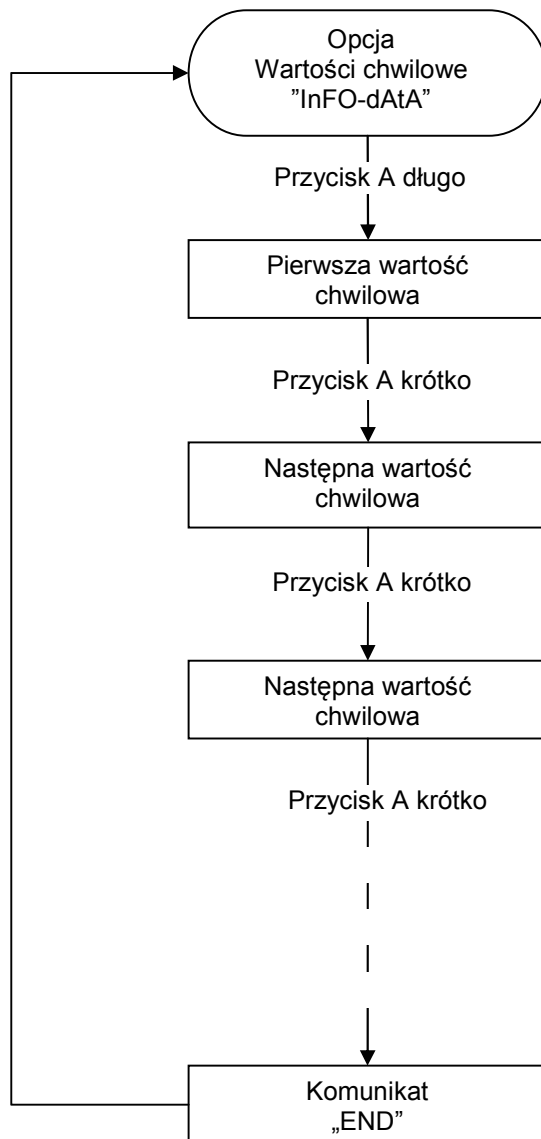 Opcja
Wartości chwilowe
”InFO-dAtA”
Przycisk A długo
Pierwsza wartość
chwilowa
Przycisk A krótko
Następna wartość
chwilowa
Przycisk A krótko
Następna wartość
chwilowa
Przycisk A krótko
Komunikat
„END”